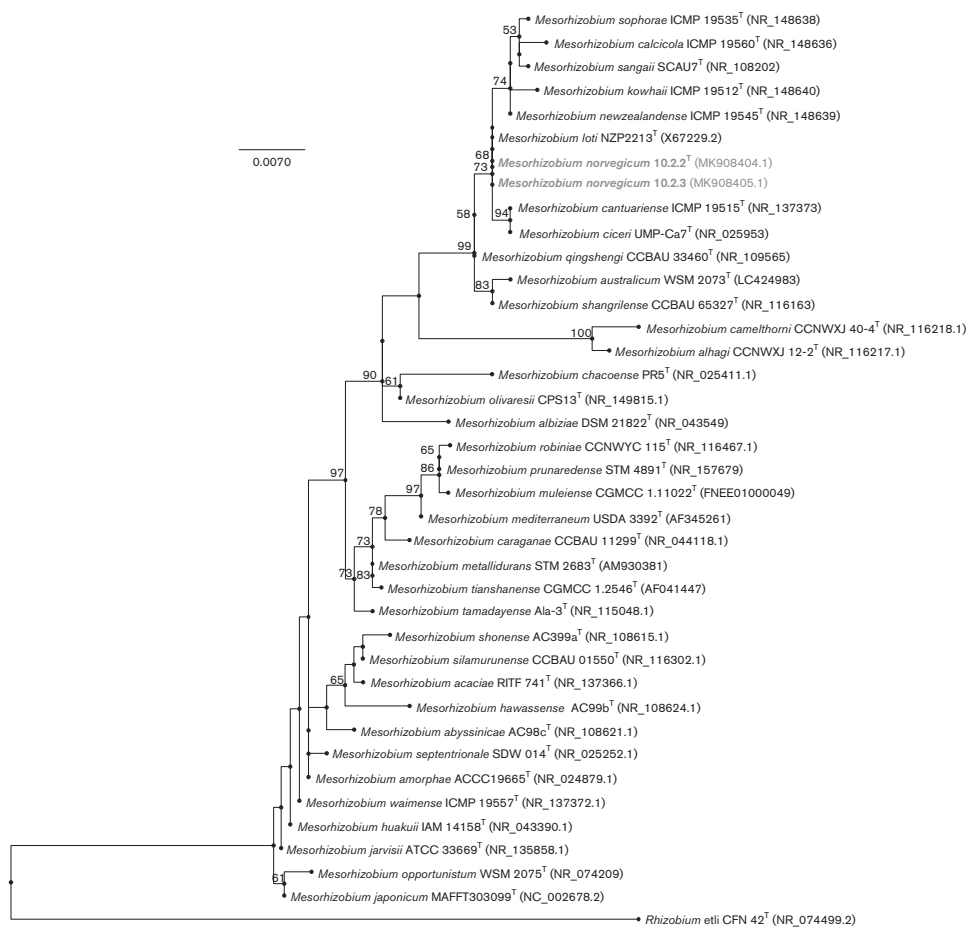 Mesorhizobium sophorae ICMP 19535T (NR_148638)
53
Mesorhizobium calcicola ICMP 19560T (NR_148636)
Mesorhizobium sangaii SCAU7T (NR_108202)
74
Mesorhizobium kowhaii ICMP 19512T (NR_148640)
Mesorhizobium newzealandense ICMP 19545T (NR_148639)
Mesorhizobium loti NZP2213T (X67229.2)
0.0070
68
Mesorhizobium norvegicum 10.2.2T (MK908404.1)
73
Mesorhizobium norvegicum 10.2.3 (MK908405.1)
94
Mesorhizobium cantuariense ICMP 19515T (NR_137373)
58
Mesorhizobium ciceri UMP-Ca7T (NR_025953)
99
Mesorhizobium qingshengi CCBAU 33460T (NR_109565)
Mesorhizobium australicum WSM 2073T (LC424983)
83
Mesorhizobium shangrilense CCBAU 65327T (NR_116163)
Mesorhizobium camelthorni CCNWXJ 40-4T (NR_116218.1)
100
Mesorhizobium alhagi CCNWXJ 12-2T (NR_116217.1)
90
61
Mesorhizobium chacoense PR5T (NR_025411.1)
Mesorhizobium olivaresii CPS13T (NR_149815.1)
Mesorhizobium albiziae DSM 21822T (NR_043549)
65
Mesorhizobium robiniae CCNWYC 115T (NR_116467.1)
86
Mesorhizobium prunaredense STM 4891T (NR_157679)
97
97
Mesorhizobium muleiense CGMCC 1.11022T (FNEE01000049)
78
Mesorhizobium mediterraneum USDA 3392T (AF345261)
73
Mesorhizobium caraganae CCBAU 11299T (NR_044118.1)
Mesorhizobium metallidurans STM 2683T (AM930381)
73
83
Mesorhizobium tianshanense CGMCC 1.2546T (AF041447)
Mesorhizobium tamadayense Ala-3T (NR_115048.1)
Mesorhizobium shonense AC399aT (NR_108615.1)
Mesorhizobium silamurunense CCBAU 01550T (NR_116302.1)
65
Mesorhizobium acaciae RITF 741T (NR_137366.1)
Mesorhizobium hawassense AC99bT (NR_108624.1)
Mesorhizobium abyssinicae AC98cT (NR_108621.1)
Mesorhizobium septentrionale SDW 014T (NR_025252.1)
Mesorhizobium amorphae ACCC19665T (NR_024879.1)
Mesorhizobium waimense ICMP 19557T (NR_137372.1)
Mesorhizobium huakuii IAM 14158T (NR_043390.1)
Mesorhizobium jarvisii ATCC 33669T (NR_135858.1)
61
Mesorhizobium opportunistum WSM 2075T (NR_074209)
Mesorhizobium japonicum MAFFT303099T (NC_002678.2)
Rhizobium etli CFN 42T (NR_074499.2)